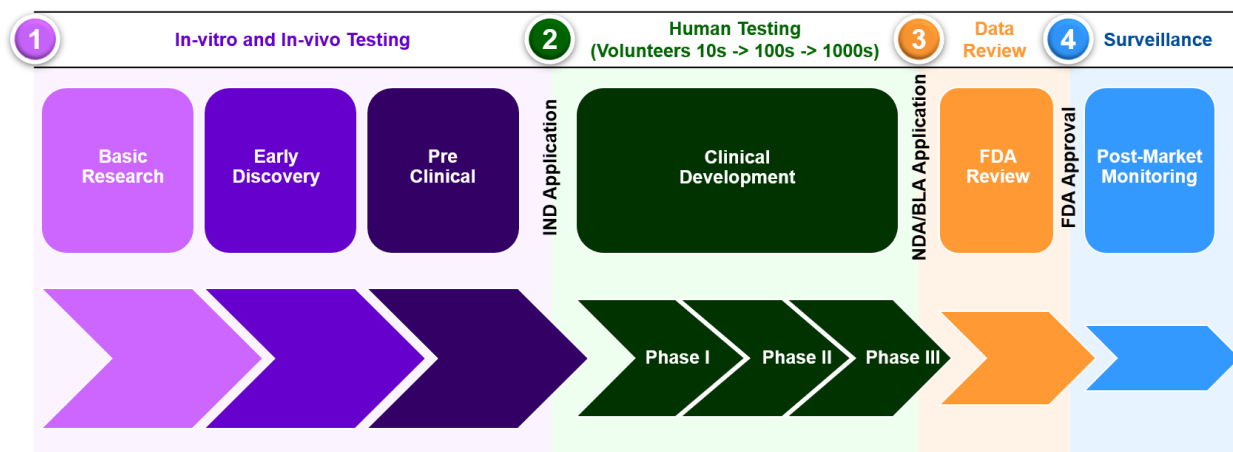 1
In-vitro and In-vivo Testing
2
Human Testing
(Volunteers 10s -> 100s -> 1000s)
3
Data
Review
4
Surveillance
Basic
Research
Early
Discovery
Pre
Clinical
IND Application
Clinical
Development
NDA/BLA Application
FDA
Review
FDA Approval
Post-Market
Monitoring
Phase I
Phase II
Phase III